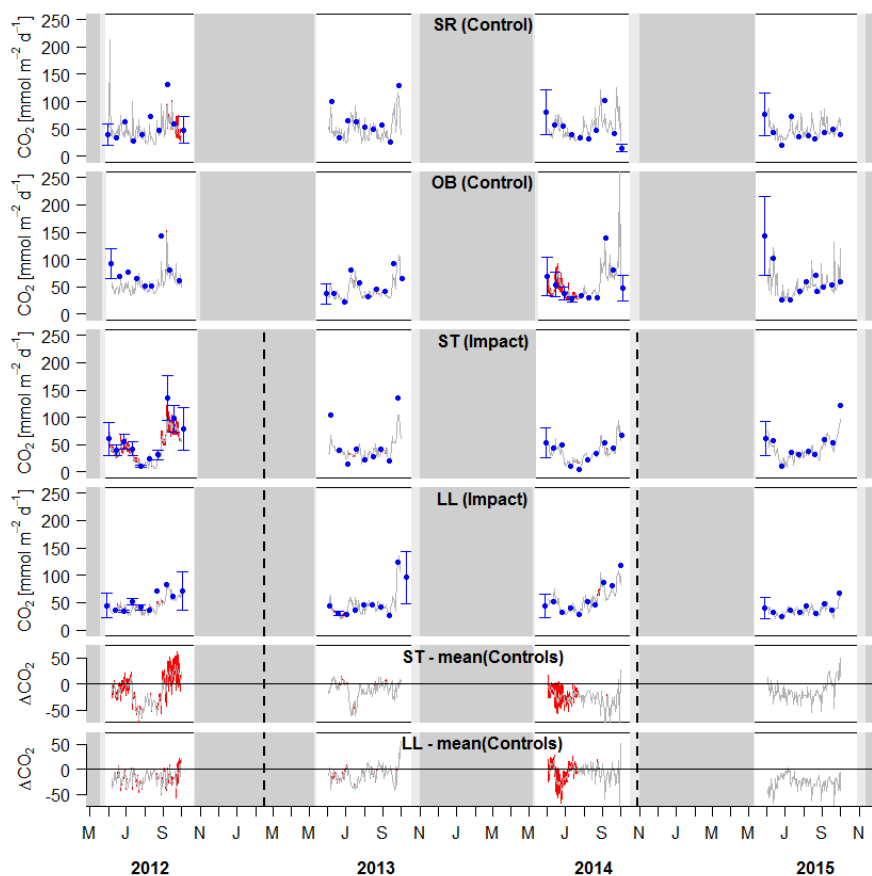 SR (Control)
CO2 [mmol m−2 d−1]
250
200
150
100
50
0
OB (Control)
CO2 [mmol m−2 d−1]
250
200
150
100
50
0
ST (Impact)
CO2 [mmol m−2 d−1]
250
200
150
100
50
0
LL (Impact)
CO2 [mmol m−2 d−1]
250
200
150
100
50
0
ST - mean(Controls)
ΔCO2
50
0
-50
LL - mean(Controls)
ΔCO2
50
0
-50
M J S N J M M J S N J M M J S N J M M J S N
2012 2013 2014 2015